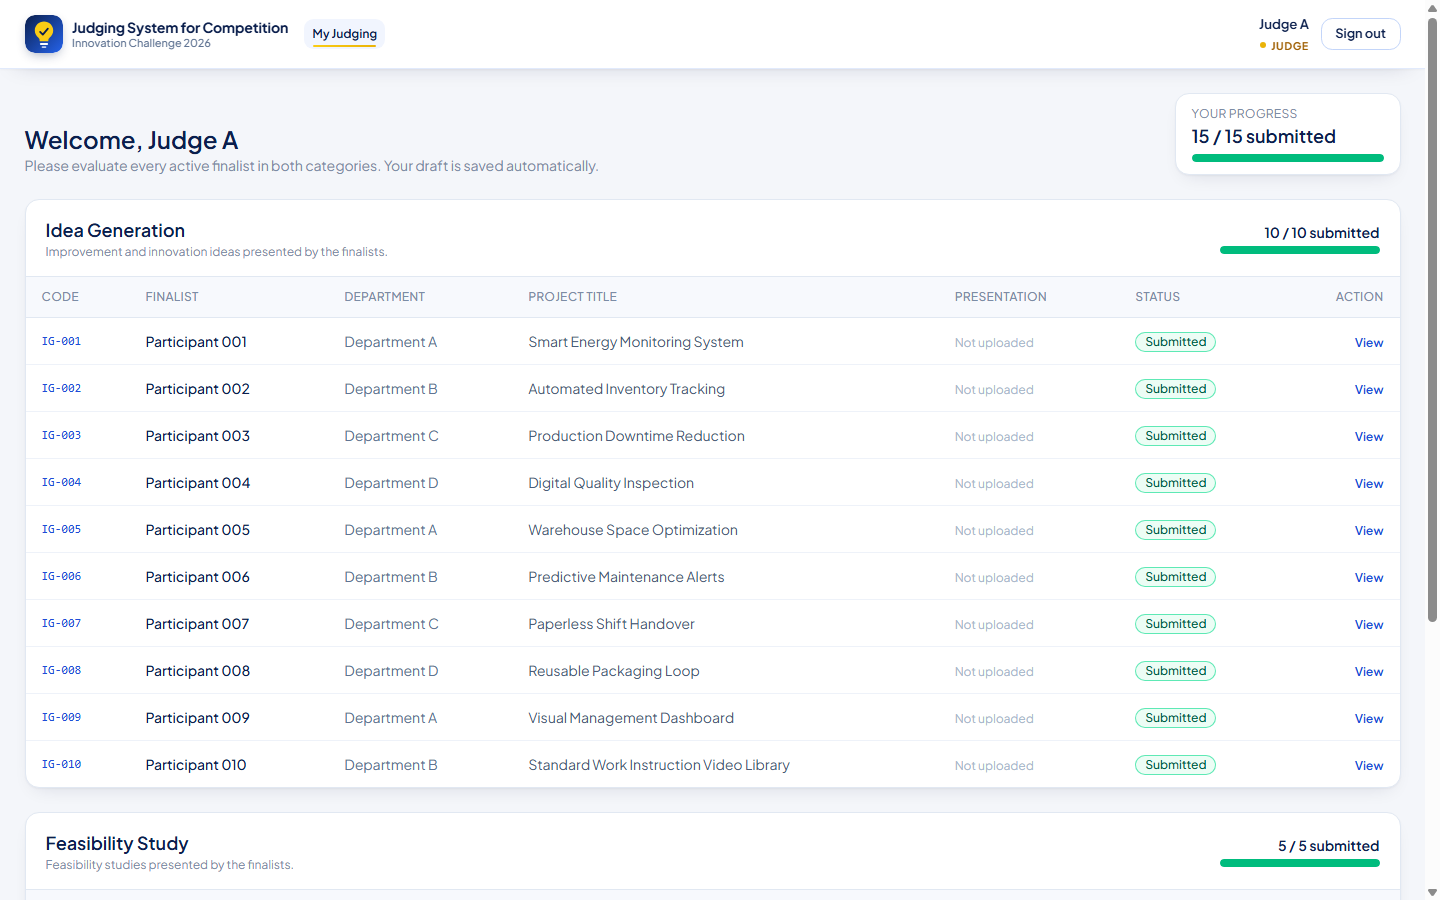 Judging System for Competition
Innovation Challenge 2026
My Judging
Judge A
JUDGE
Sign out
Welcome, Judge A
Please evaluate every active finalist in both categories. Your draft is saved automatically.
YOUR PROGRESS
15 / 15 submitted
Idea Generation
Improvement and innovation ideas presented by the finalists.
10 / 10 submitted
CODE FINALIST DEPARTMENT PROJECT TITLE PRESENTATION STATUS ACTION
IG-001 Participant 001 Department A Smart Energy Monitoring System Not uploaded Submitted View
IG-002 Participant 002 Department B Automated Inventory Tracking Not uploaded Submitted View
IG-003 Participant 003 Department C Production Downtime Reduction Not uploaded Submitted View
IG-004 Participant 004 Department D Digital Quality Inspection Not uploaded Submitted View
IG-005 Participant 005 Department A Warehouse Space Optimization Not uploaded Submitted View
IG-006 Participant 006 Department B Predictive Maintenance Alerts Not uploaded Submitted View
IG-007 Participant 007 Department C Paperless Shift Handover Not uploaded Submitted View
IG-008 Participant 008 Department D Reusable Packaging Loop Not uploaded Submitted View
IG-009 Participant 009 Department A Visual Management Dashboard Not uploaded Submitted View
IG-010 Participant 010 Department B Standard Work Instruction Video Library Not uploaded Submitted View
Feasibility Study
Feasibility studies presented by the finalists.
5 / 5 submitted